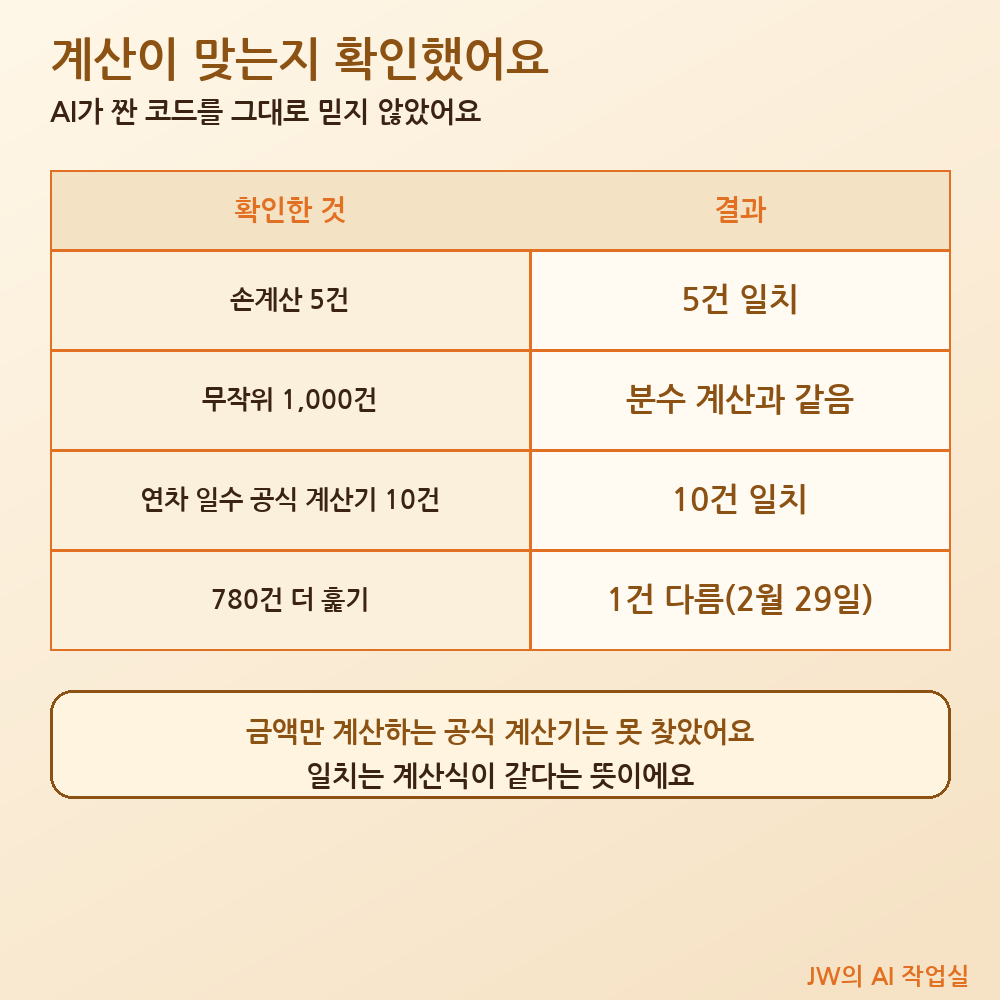 계산이 맞는지 확인했어요
AI가 짠 코드를 그대로 믿지 않았어요
확인한 것
결과
손계산 5건
5건 일치
무작위 1,000건
분수 계산과 같음
연차 일수 공식 계산기 10건
10건 일치
780건 더 훑기
1건 다름(2월 29일)
금액만 계산하는 공식 계산기는 못 찾았어요
일치는 계산식이 같다는 뜻이에요
JW의 AI 작업실